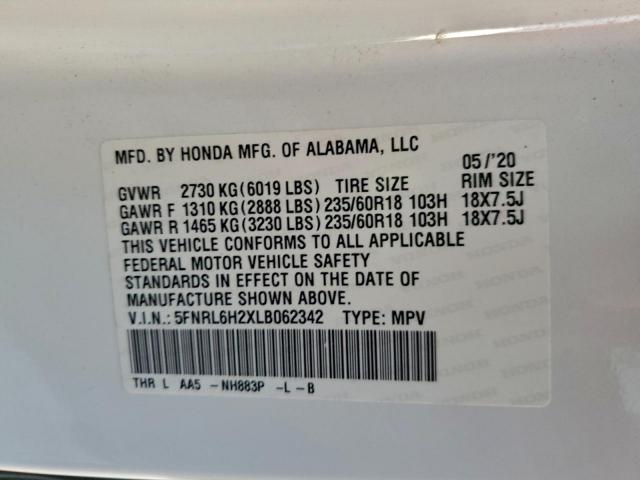 MFD. BY HONDA MFG. OF ALABAMA, LLC 05/'20
GVWR 2730 KG(6019 LBS) TIRE SIZE RIM SIZE
GAWR F 1310 KG(2888 LBS)235/60R18 103H 18X7.5J
GAWR R 1465 KG(3230 LBS)235/60R18 103H 18X7.5J
THIS VEHICLE CONFORMS TO ALL APPLICABLE
FEDERAL MOTOR VEHICLE SAFETY
STANDARDS IN EFFECT ON THE DATE OF
MANUFACTURE SHOWN ABOVE.
V.I.N.: 5FNRL6H2XLB062342 TYPE: MPV
THR L AA5 -NH883P -L-B